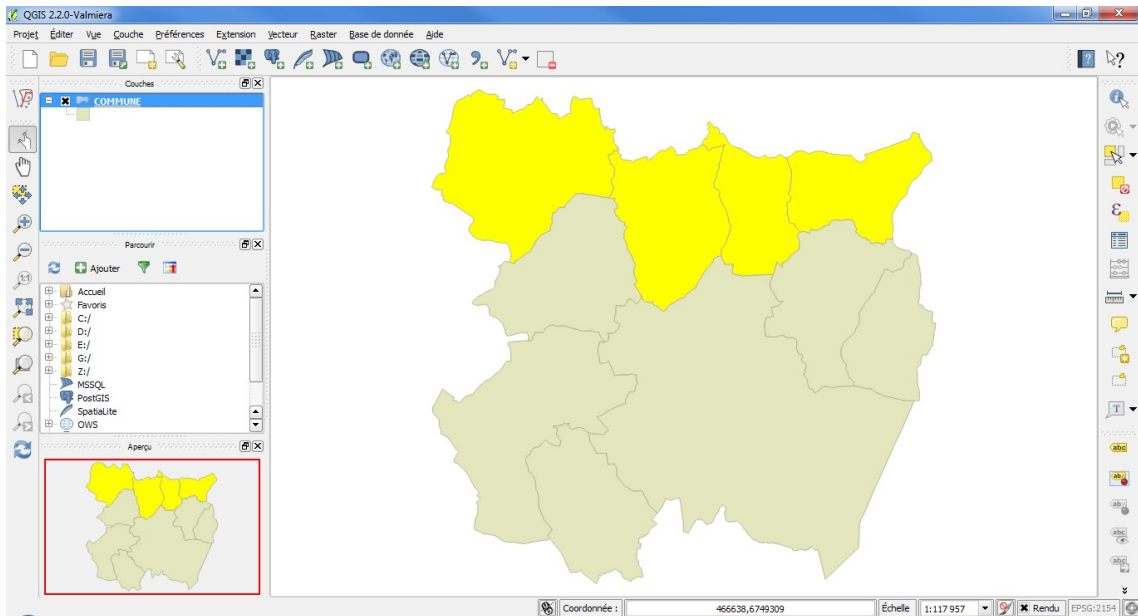 QGIS 2.2.0-Valmiera
Projet Éditer Vue Couche Préférences Extension Vecteur Raster Base de donnée Aide
Couches
COMMUNE
Parcourir
Ajouter
Accueil
Favoris
C:/
D:/
E:/
G:/
Z:/
MSSQL
PostGIS
SpatiaLite
OWS
Aperçu
Coordonnée : 466638,6749309 Échelle 1:117 957 Rendu EPSG:2154